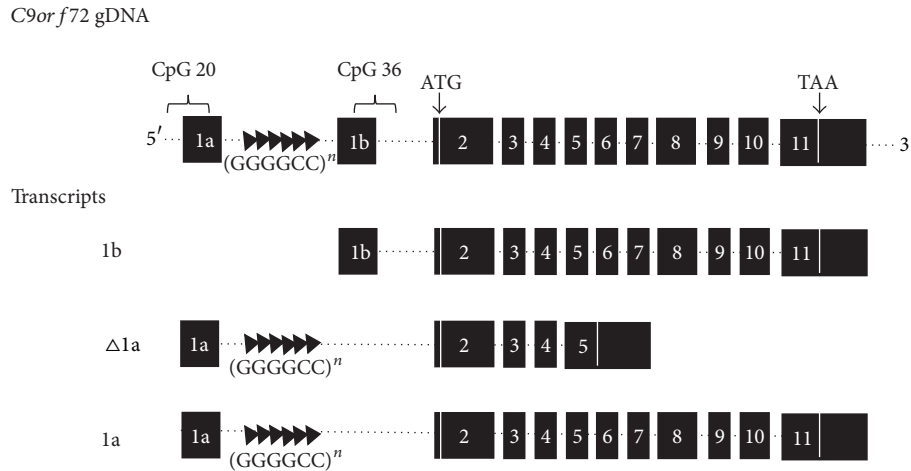 C9orf72 gDNA
CpG 20 CpG 36
ATG TAA
5′ 1a 1b 2 3 4 5 6 7 8 9 10 11 3
(GGGGCC)ⁿ
Transcripts
1b 1b 2 3 4 5 6 7 8 9 10 11
△1a 1a 2 3 4 5
(GGGGCC)ⁿ
1a 1a 2 3 4 5 6 7 8 9 10 11
(GGGGCC)ⁿ